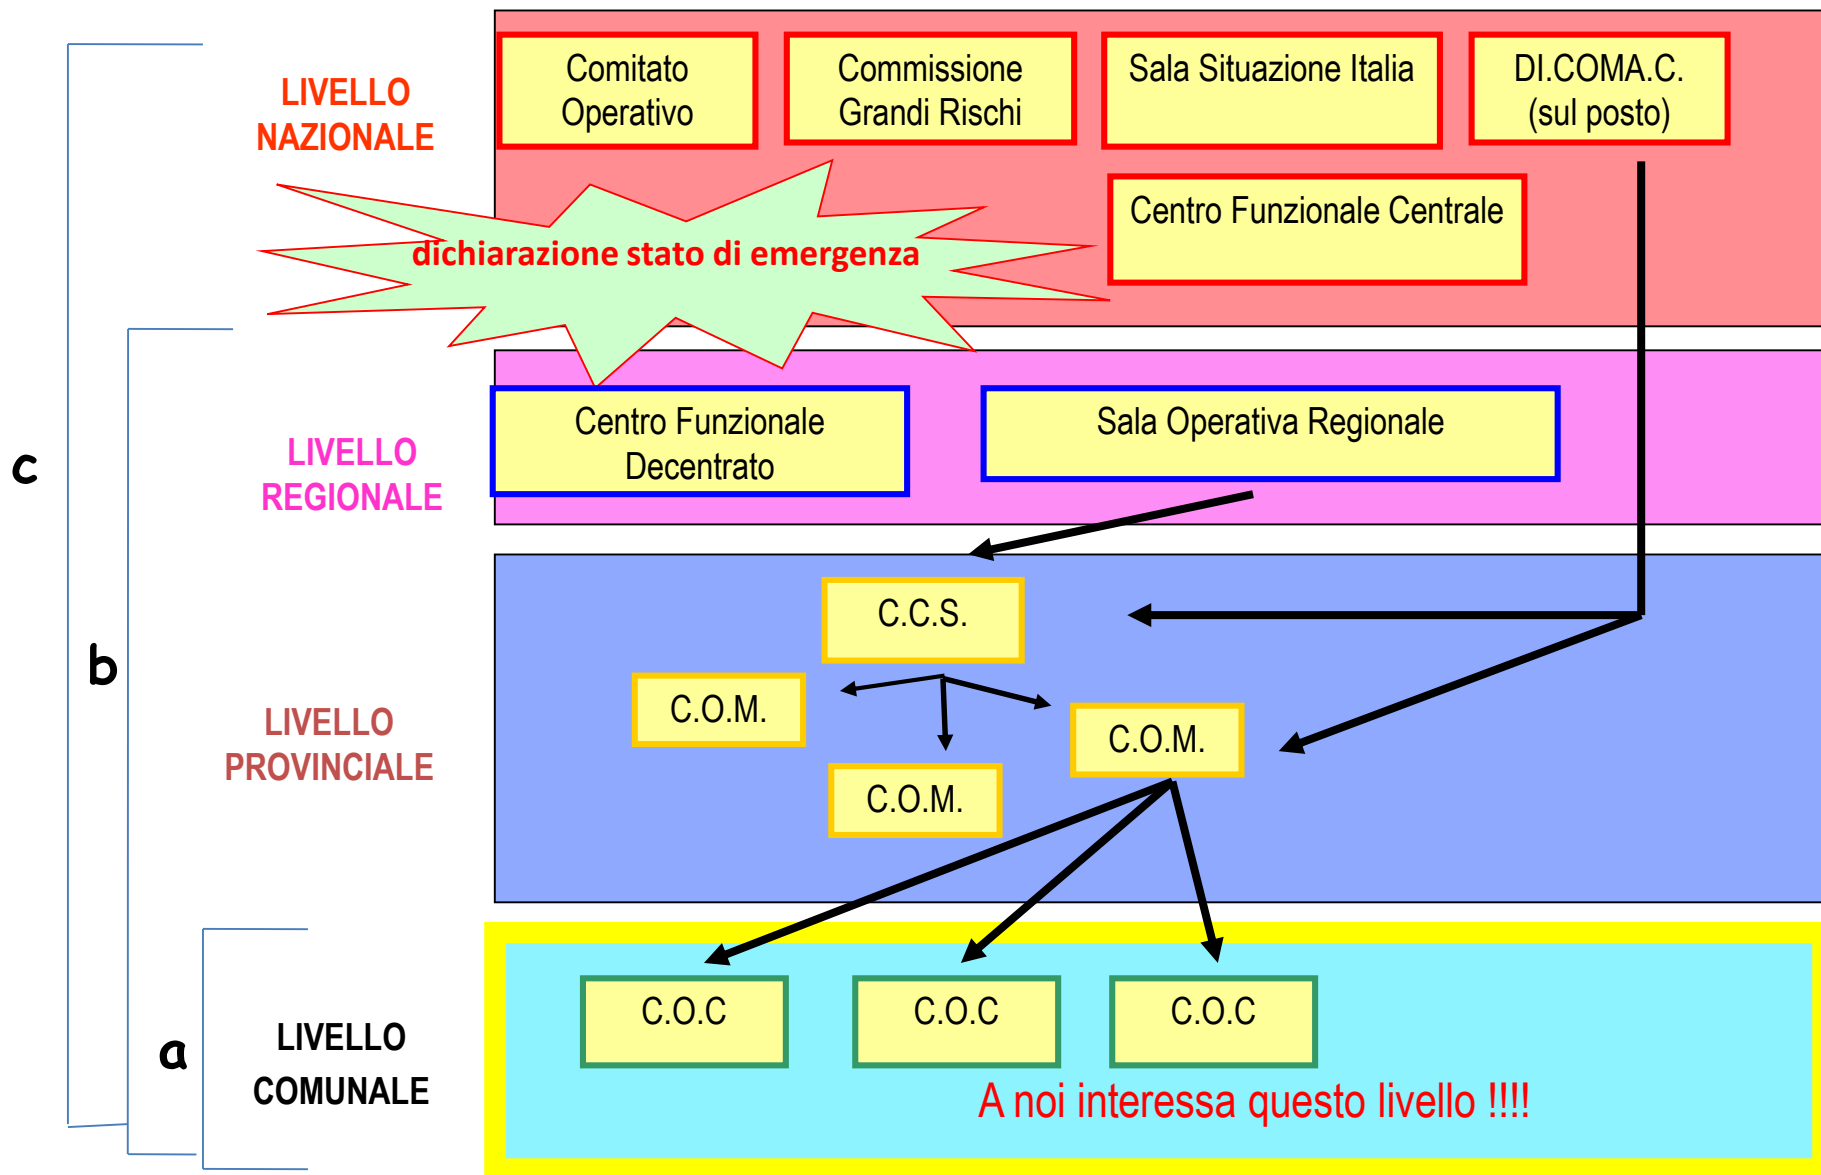 LIVELLO
NAZIONALE
Comitato
Operativo
Commissione
Grandi Rischi
Sala Situazione Italia
DI.COMA.C.
(sul posto)
Centro Funzionale Centrale
dichiarazione stato di emergenza
c
LIVELLO
REGIONALE
Centro Funzionale
Decentrato
Sala Operativa Regionale
b
LIVELLO
PROVINCIALE
C.C.S.
C.O.M.
C.O.M.
C.O.M.
a
LIVELLO
COMUNALE
C.O.C
C.O.C
C.O.C
A noi interessa questo livello !!!!